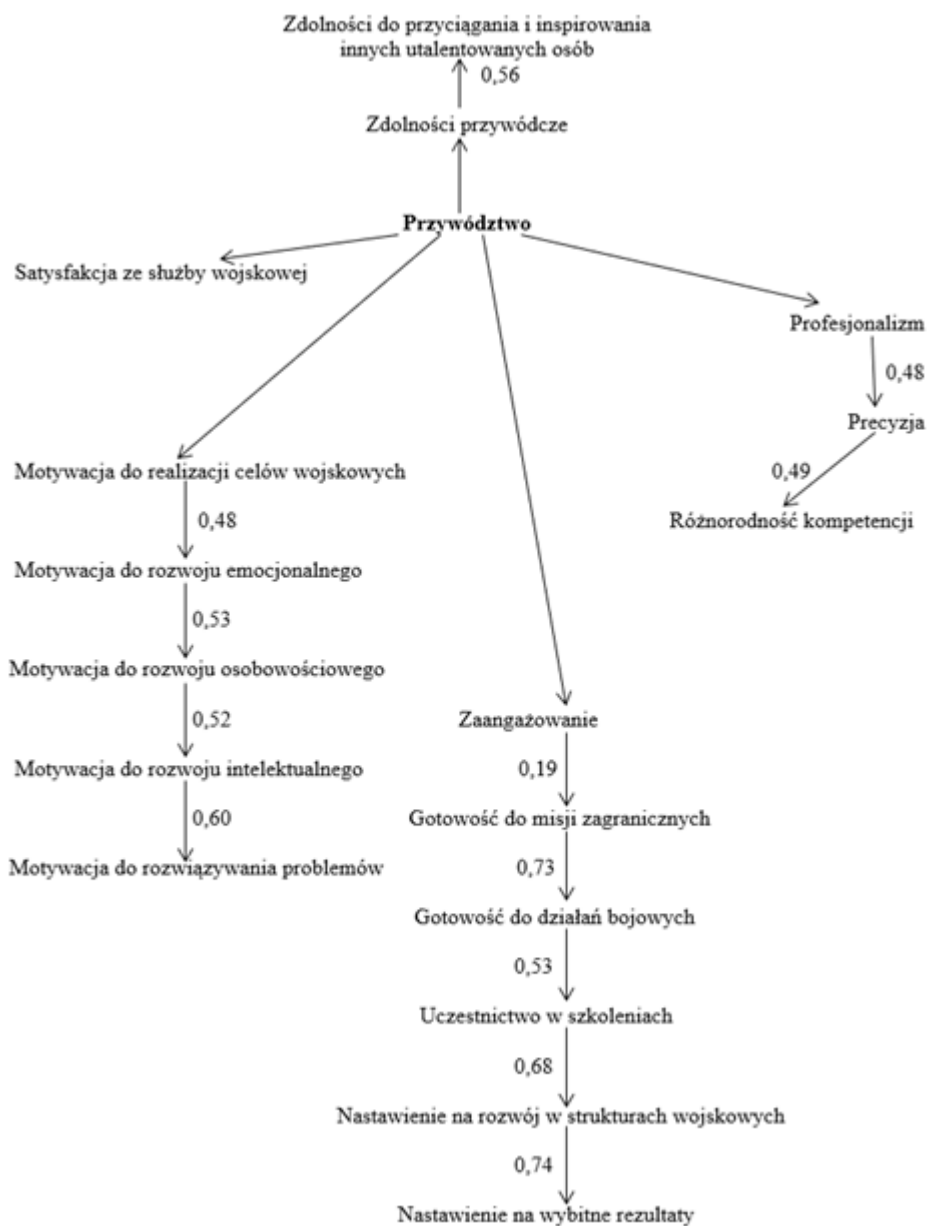 Zdolności do przyciągania i inspirowania
innych utalentowanych osób
0,56
Zdolności przywódcze
Przywództwo
Satysfakcja ze służby wojskowej
Profesjonalizm
0,48
Precyzja
0,49
Różnorodność kompetencji
Motywacja do realizacji celów wojskowych
0,48
Motywacja do rozwoju emocjonalnego
0,53
Motywacja do rozwoju osobowościowego
0,52
Motywacja do rozwoju intelektualnego
0,60
Motywacja do rozwiązywania problemów
Zaangażowanie
0,19
Gotowość do misji zagranicznych
0,73
Gotowość do działań bojowych
0,53
Uczestnictwo w szkoleniach
0,68
Nastawienie na rozwój w strukturach wojskowych
0,74
Nastawienie na wybitne rezultaty